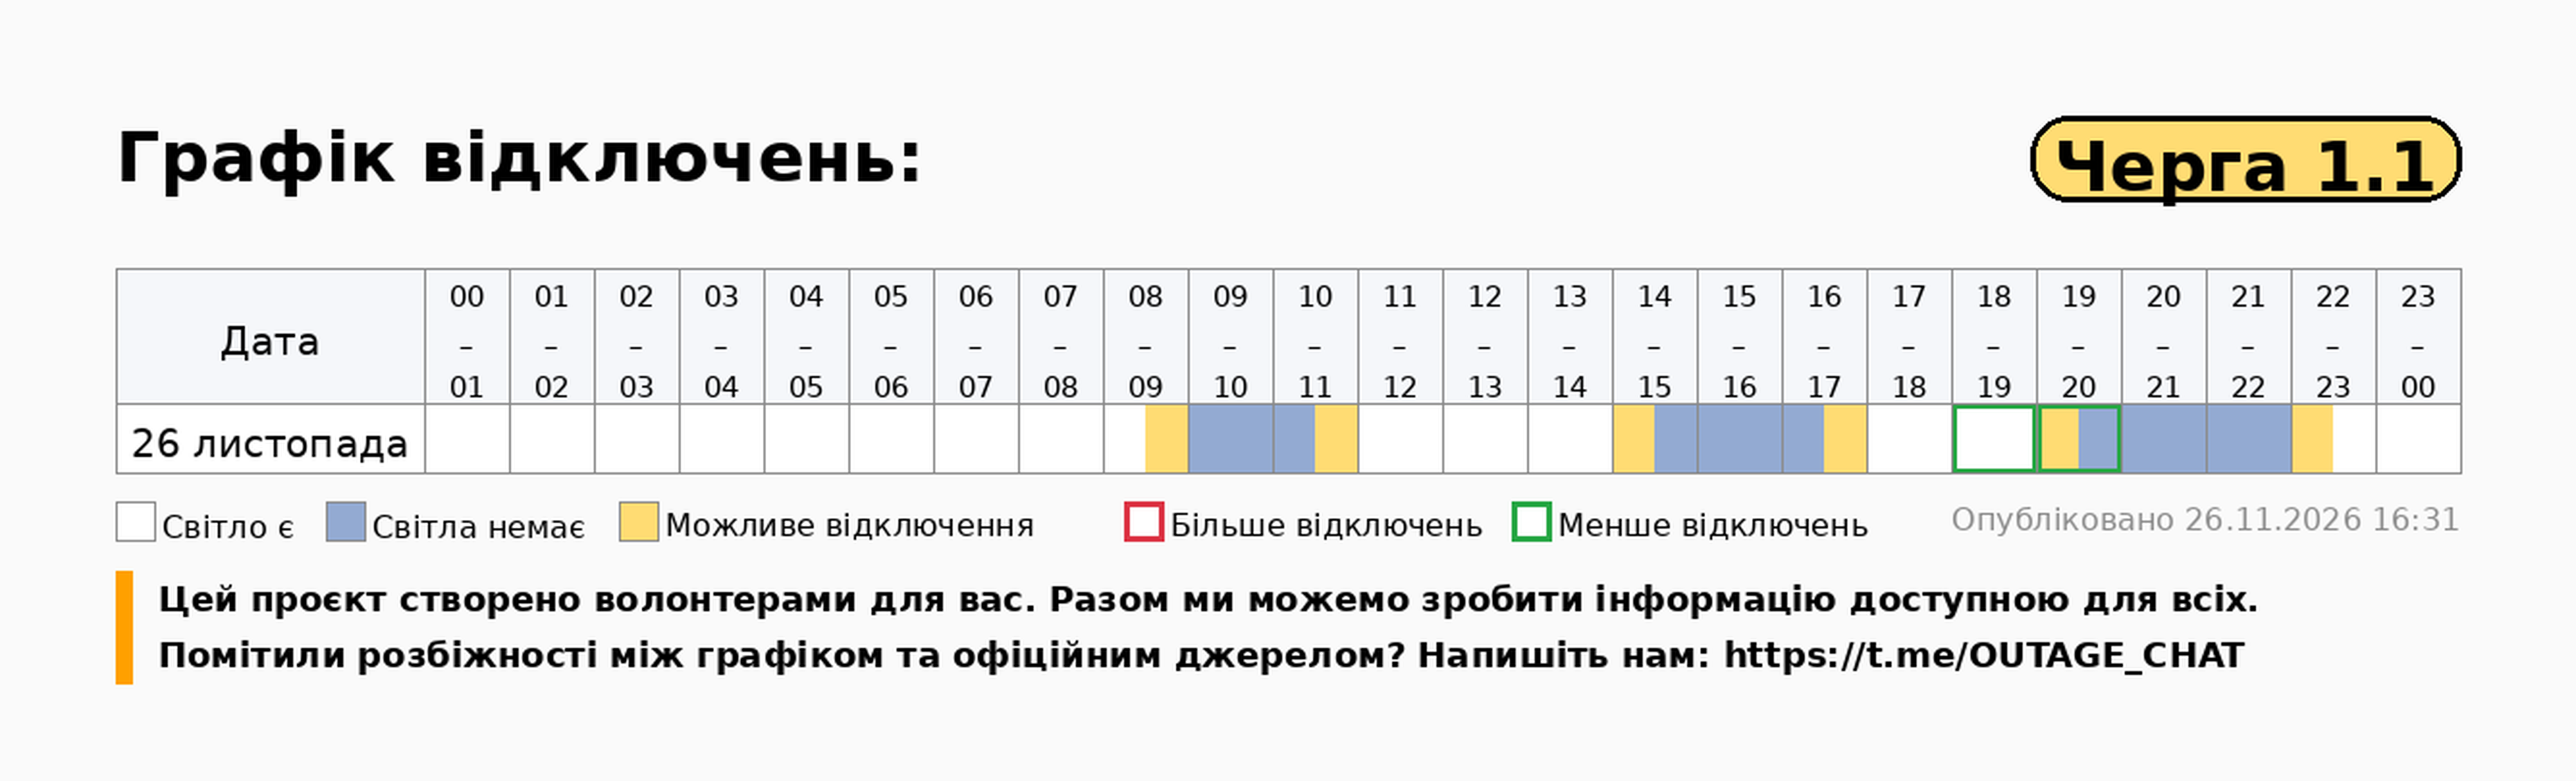 Графік відключень:
Черга 1.1
Дата 00 – 01 01 – 02 02 – 03 03 – 04 04 – 05 05 – 06 06 – 07 07 – 08 08 – 09 09 – 10 10 – 11 11 – 12 12 – 13 13 – 14 14 – 15 15 – 16 16 – 17 17 – 18 18 – 19 19 – 20 20 – 21 21 – 22 22 – 23 23 – 00
26 листопада
Світло є Світла немає Можливе відключення Більше відключень Менше відключень Опубліковано 26.11.2026 16:31
Цей проєкт створено волонтерами для вас. Разом ми можемо зробити інформацію доступною для всіх.
Помітили розбіжності між графіком та офіційним джерелом? Напишіть нам: https://t.me/OUTAGE_CHAT